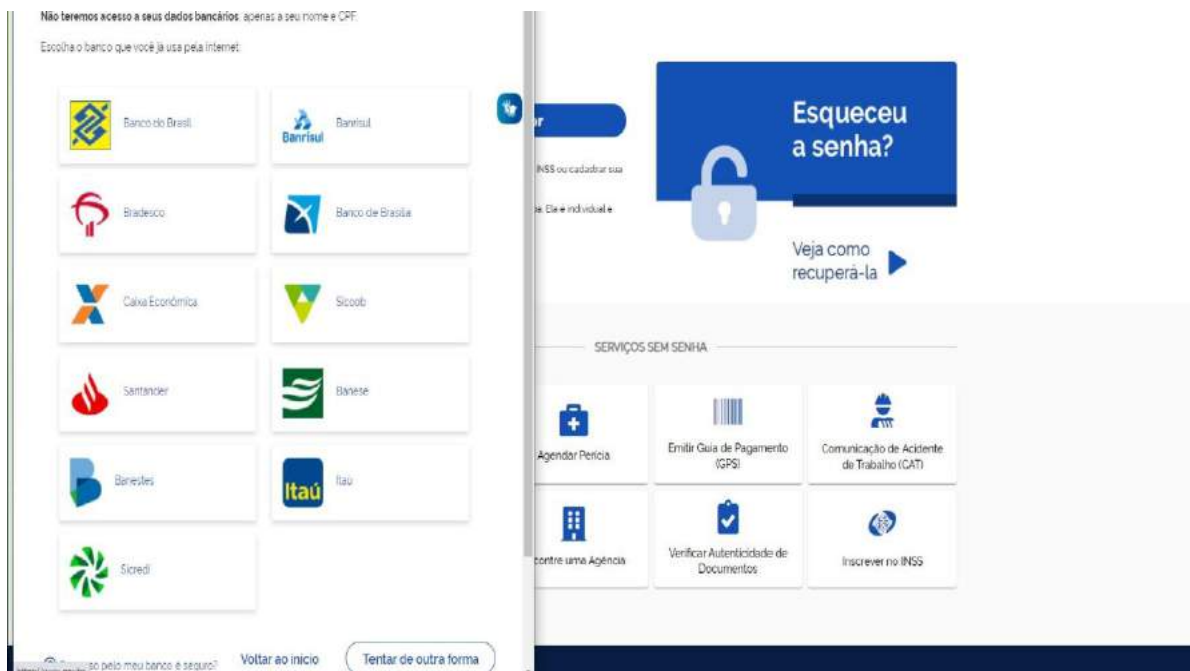 Não teremos acesso a seus dados bancários, apenas a seu nome e CPF.
Escolha o banco que você já usa pela internet:
Banco do Brasil
Banrisul
Banrisul
Bradesco
Banco de Brasília
Caixa Econômica
Sicoob
Santander
Banese
Banestes
Itaú
Itaú
Sicredi
so pelo meu banco é seguro?
Voltar ao início
Tentar de outra forma
or
INSS ou cadastrar sua
Ela é individual e
Esqueceu
a senha?
Veja como
recuperá-la
SERVIÇOS SEM SENHA
Agendar Perícia
Emitir Guia de Pagamento
(GPS)
Comunicação de Acidente
de Trabalho (CAT)
contre uma Agência
Verificar Autenticidade de
Documentos
Inscrever no INSS